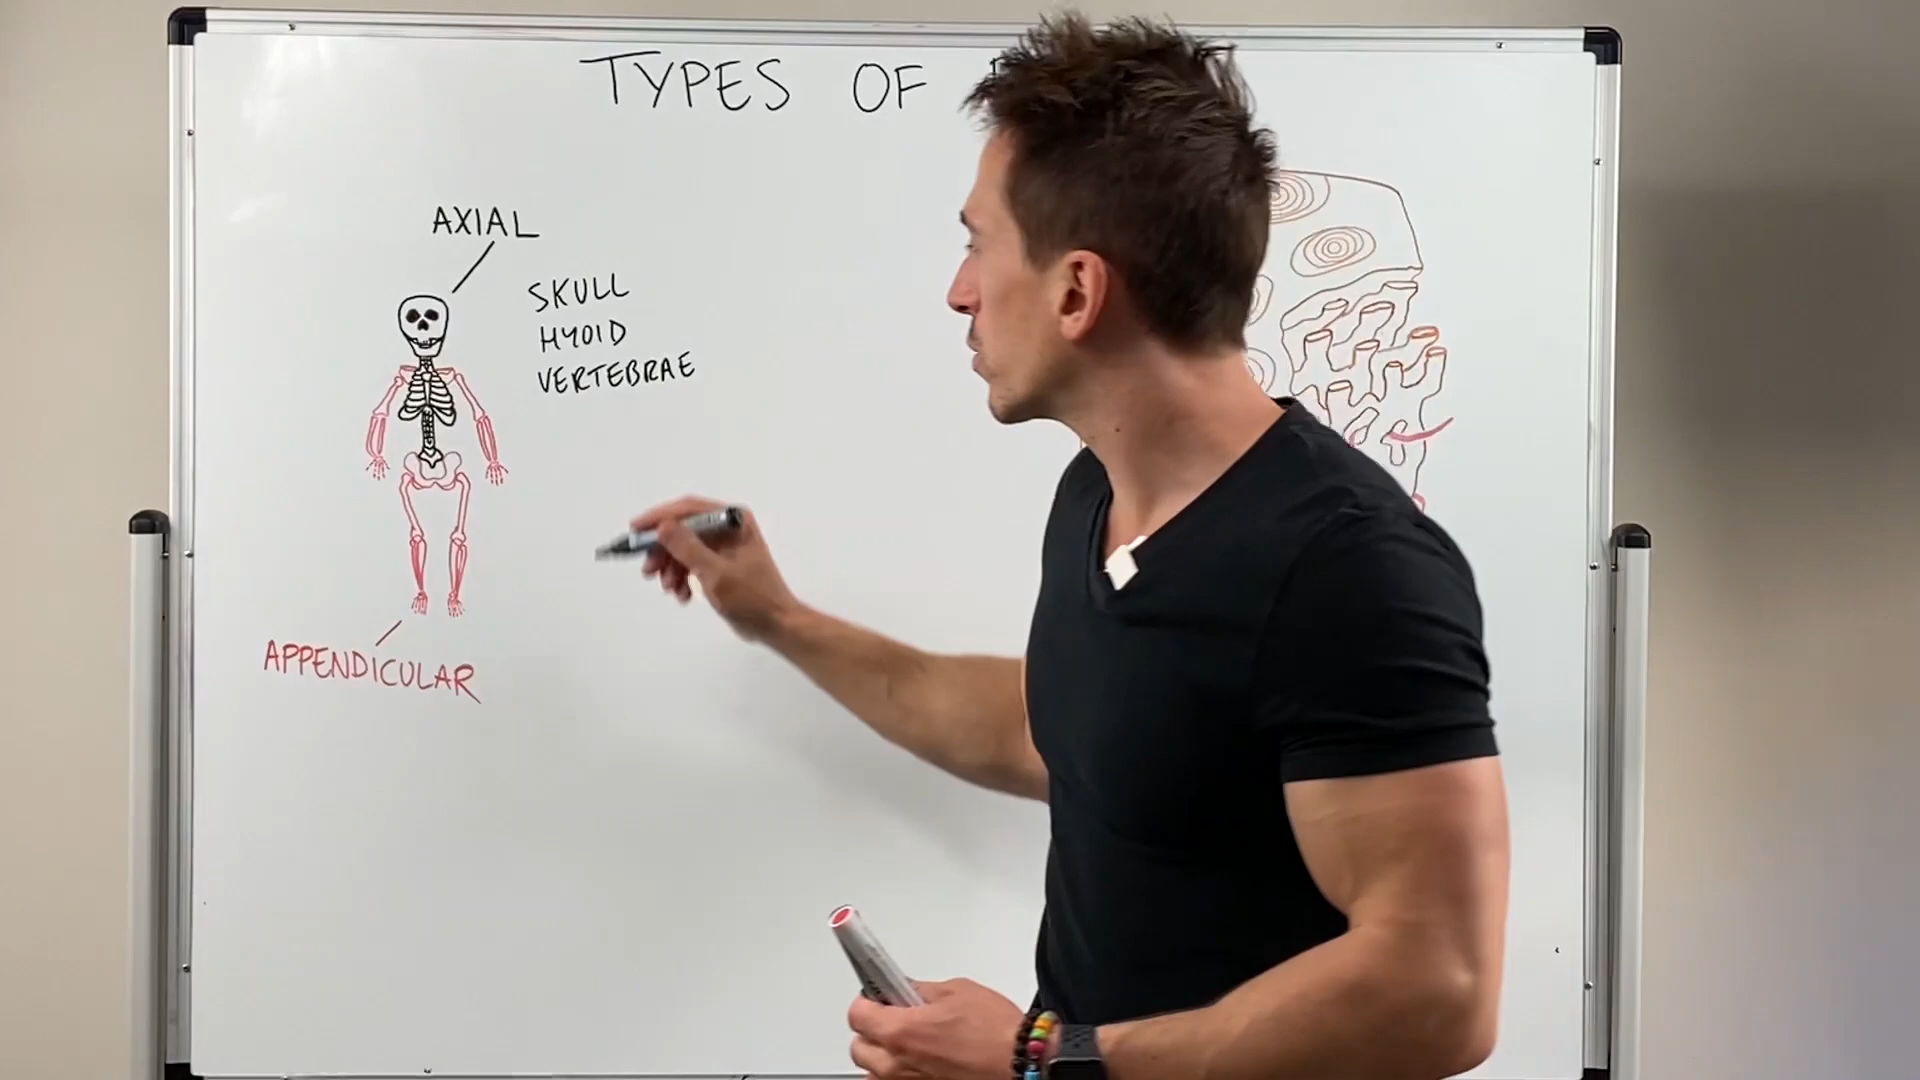 TYPES OF
AXIAL
SKULL
HYOID
VERTEBRAE
APPENDICULAR